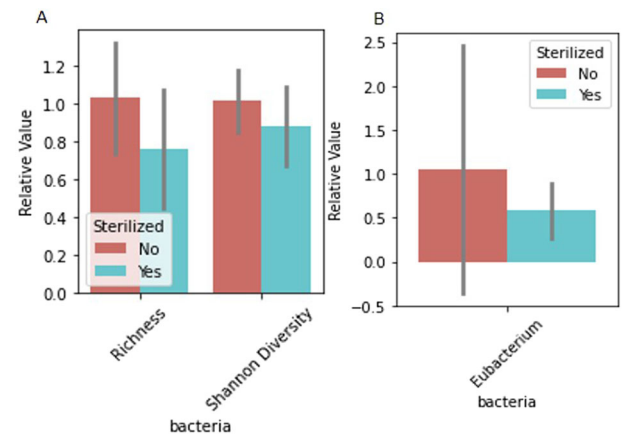 A
Relative Value
1.2
1.0
0.8
0.6
0.4
0.2
0.0
Sterilized
No
Yes
Richness
Shannon Diversity
bacteria
B
Relative Value
2.5
2.0
1.5
1.0
0.5
0.0
−0.5
Sterilized
No
Yes
Eubacterium
bacteria